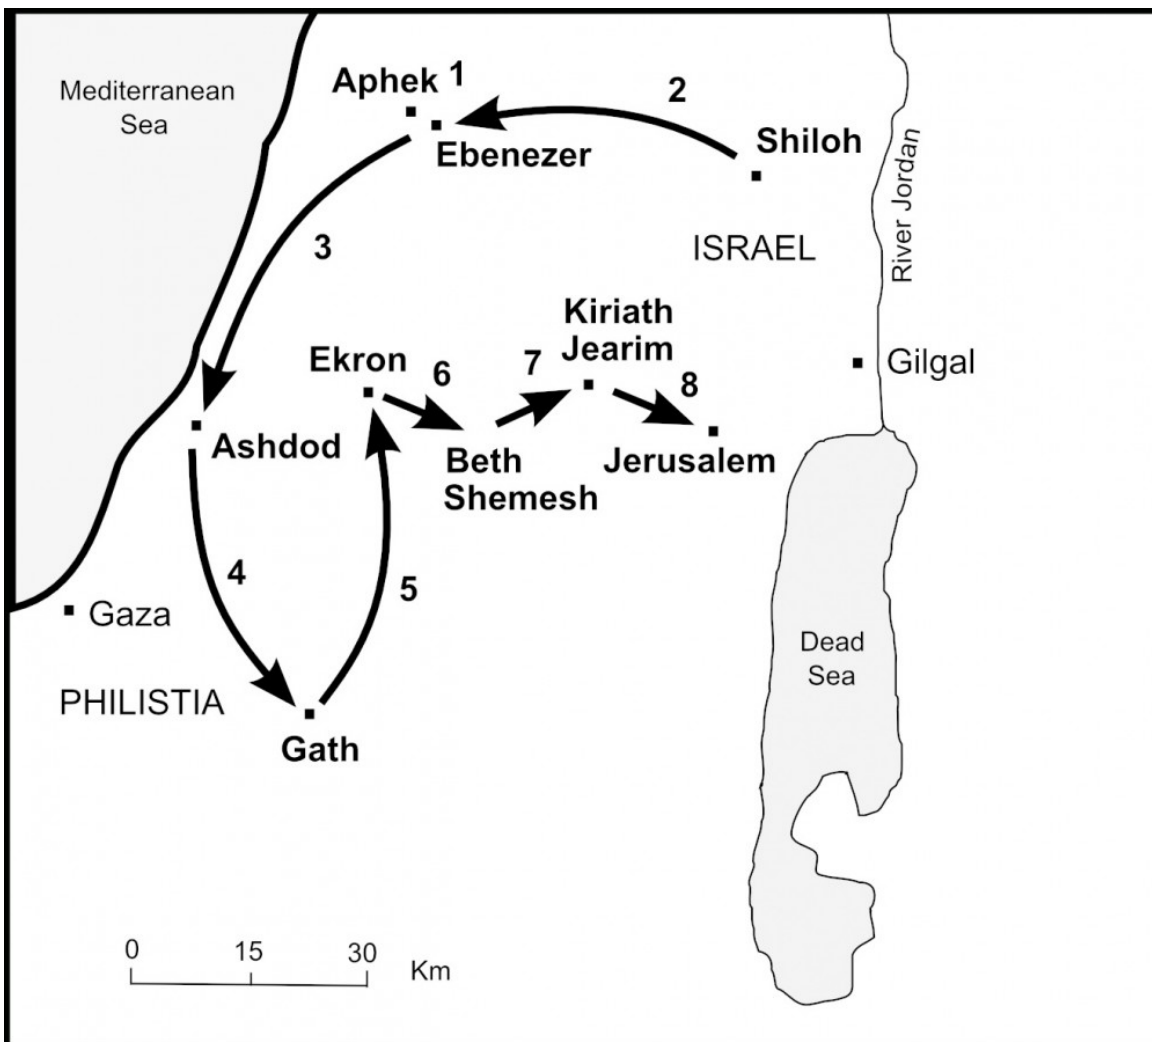 Mediterranean
Sea
Aphek
1
2
Ebenezer
Shiloh
River Jordan
3
ISRAEL
Kiriath
Jearim
Ekron
6
7
8
Gilgal
Ashdod
Beth
Shemesh
Jerusalem
4
5
Gaza
Dead
Sea
PHILISTIA
Gath
0 15 30
Km